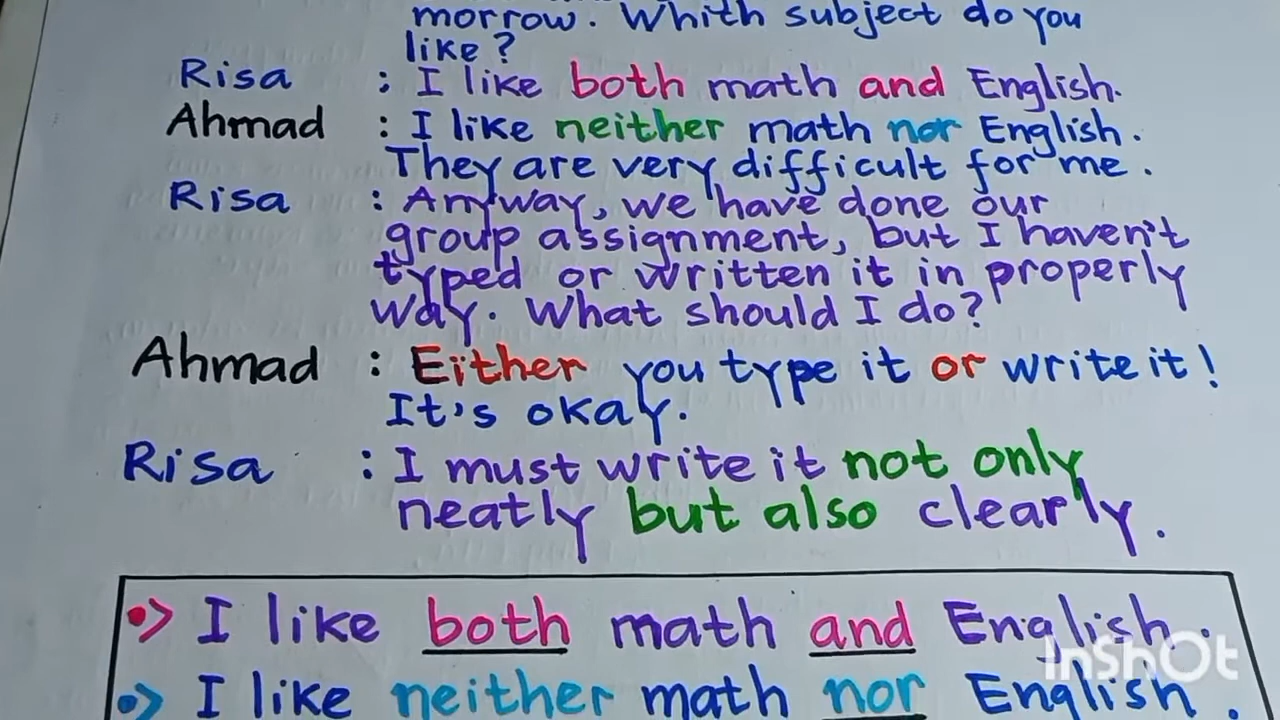 morrow. Whith subject do you
like?
Risa : I like both math and English.
Ahmad : I like neither math nor English.
They are very difficult for me.
Risa : Anyway, we have done our
group assignment, but I haven't
typed or written it in properly
way. What should I do?
Ahmad : Either you type it or write it!
It's okay.
Risa : I must write it not only
neatly but also clearly.
•> I like both math and English.
•> I like neither math nor English.
InShOt